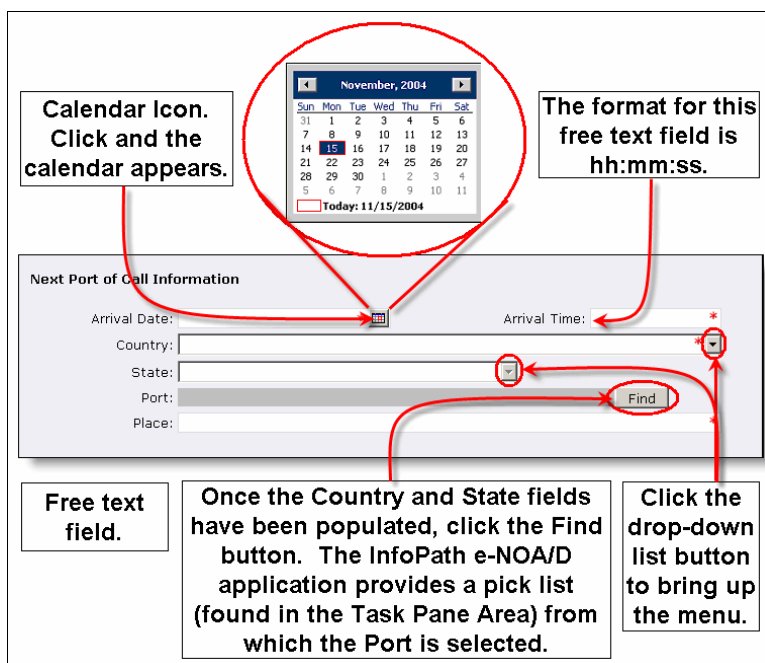 November, 2004
Sun Mon Tue Wed Thu Fri Sat
31 1 2 3 4 5 6
7 8 9 10 11 12 13
14 15 16 17 18 19 20
21 22 23 24 25 26 27
28 29 30 1 2 3 4
5 6 7 8 9 10 11
Today: 11/15/2004
Calendar Icon.
Click and the
calendar appears.
The format for this
free text field is
hh:mm:ss.
Next Port of Call Information
Arrival Date: Arrival Time: *
Country: *
State:
Port: Find
Place: *
Free text
field.
Once the Country and State fields
have been populated, click the Find
button. The InfoPath e-NOA/D
application provides a pick list
(found in the Task Pane Area) from
which the Port is selected.
Click the
drop-down
list button
to bring up
the menu.